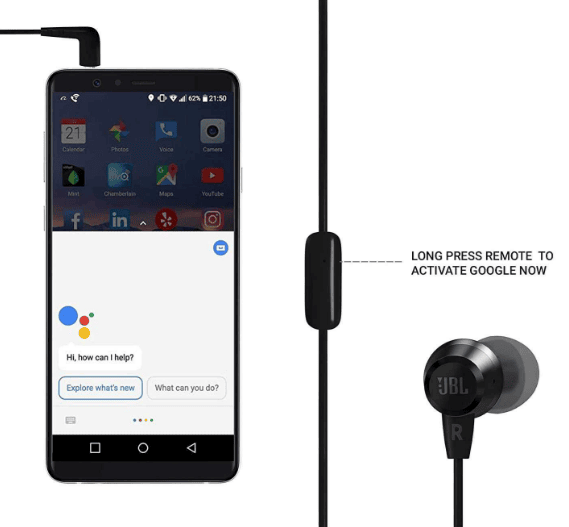 62% 21:50
21
Calendar
Photos
Voice
Camera
Mint
Chamberlain
Maps
YouTube
f
in
Hi, how can I help?
Explore what's new
What can you do?
LONG PRESS REMOTE TO
ACTIVATE GOOGLE NOW
JBL
R